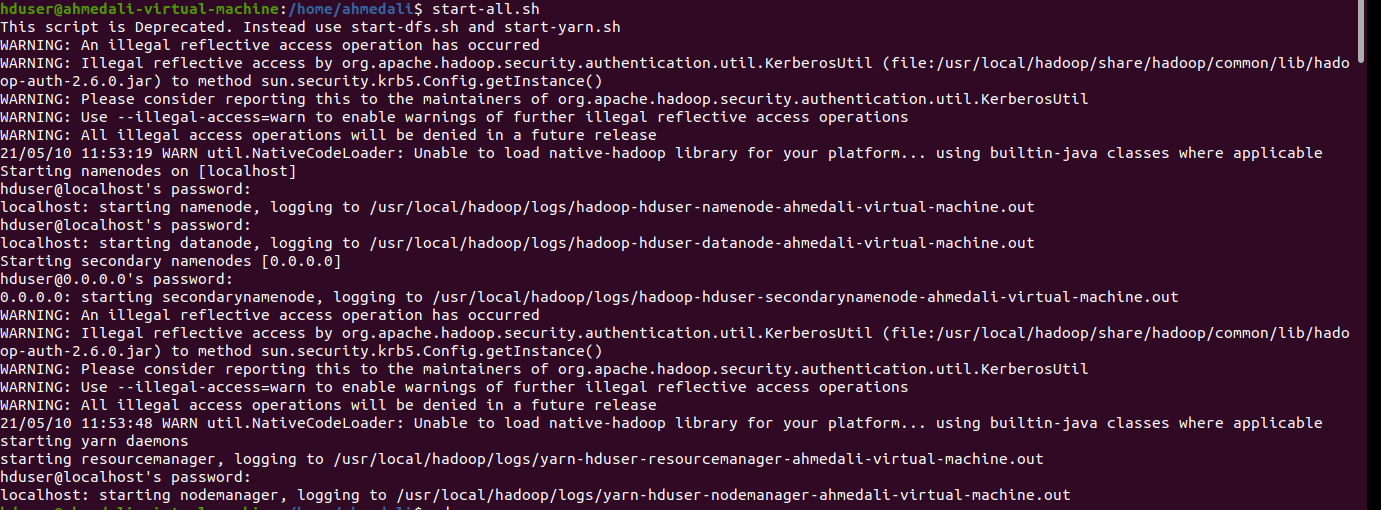 hduser@ahmedali-virtual-machine:/home/ahmedali$ start-all.sh
This script is Deprecated. Instead use start-dfs.sh and start-yarn.sh
WARNING: An illegal reflective access operation has occurred
WARNING: Illegal reflective access by org.apache.hadoop.security.authentication.util.KerberosUtil (file:/usr/local/hadoop/share/hadoop/common/lib/hado
op-auth-2.6.0.jar) to method sun.security.krb5.Config.getInstance()
WARNING: Please consider reporting this to the maintainers of org.apache.hadoop.security.authentication.util.KerberosUtil
WARNING: Use --illegal-access=warn to enable warnings of further illegal reflective access operations
WARNING: All illegal access operations will be denied in a future release
21/05/10 11:53:19 WARN util.NativeCodeLoader: Unable to load native-hadoop library for your platform... using builtin-java classes where applicable
Starting namenodes on [localhost]
hduser@localhost's password:
localhost: starting namenode, logging to /usr/local/hadoop/logs/hadoop-hduser-namenode-ahmedali-virtual-machine.out
hduser@localhost's password:
localhost: starting datanode, logging to /usr/local/hadoop/logs/hadoop-hduser-datanode-ahmedali-virtual-machine.out
Starting secondary namenodes [0.0.0.0]
hduser@0.0.0.0's password:
0.0.0.0: starting secondarynamenode, logging to /usr/local/hadoop/logs/hadoop-hduser-secondarynamenode-ahmedali-virtual-machine.out
WARNING: An illegal reflective access operation has occurred
WARNING: Illegal reflective access by org.apache.hadoop.security.authentication.util.KerberosUtil (file:/usr/local/hadoop/share/hadoop/common/lib/hado
op-auth-2.6.0.jar) to method sun.security.krb5.Config.getInstance()
WARNING: Please consider reporting this to the maintainers of org.apache.hadoop.security.authentication.util.KerberosUtil
WARNING: Use --illegal-access=warn to enable warnings of further illegal reflective access operations
WARNING: All illegal access operations will be denied in a future release
21/05/10 11:53:48 WARN util.NativeCodeLoader: Unable to load native-hadoop library for your platform... using builtin-java classes where applicable
starting yarn daemons
starting resourcemanager, logging to /usr/local/hadoop/logs/yarn-hduser-resourcemanager-ahmedali-virtual-machine.out
hduser@localhost's password:
localhost: starting nodemanager, logging to /usr/local/hadoop/logs/yarn-hduser-nodemanager-ahmedali-virtual-machine.out